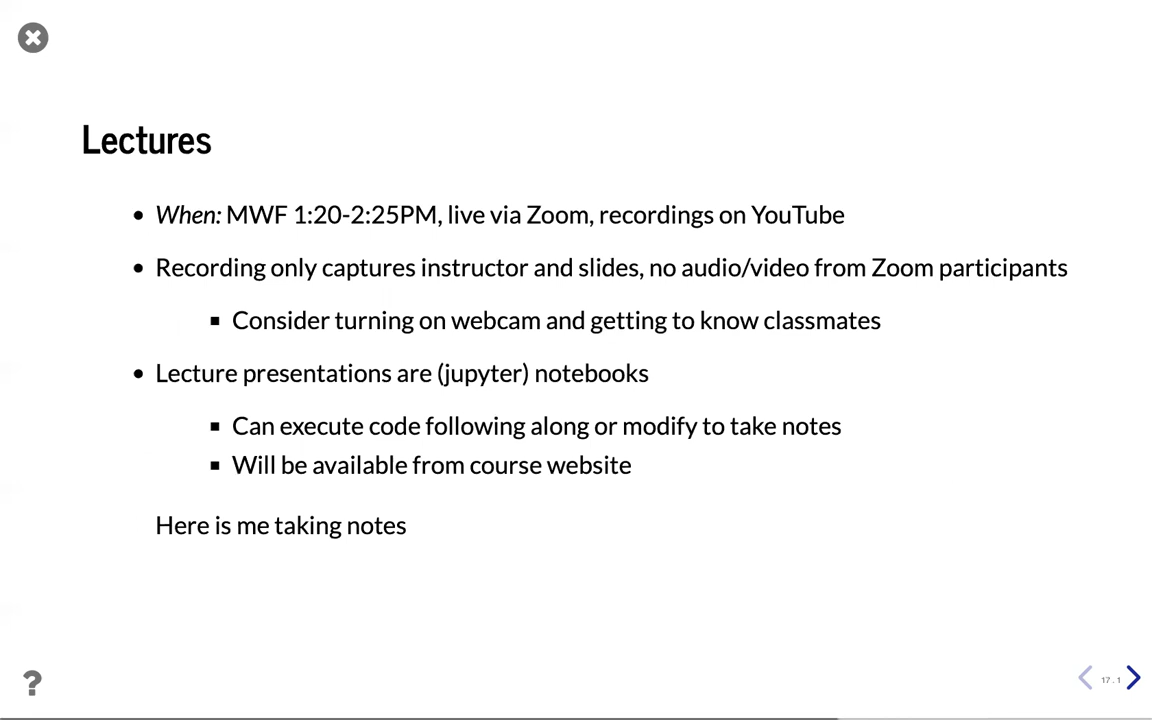 Lectures
When: MWF 1:20-2:25PM, live via Zoom, recordings on YouTube
Recording only captures instructor and slides, no audio/video from Zoom participants
Consider turning on webcam and getting to know classmates
Lecture presentations are (jupyter) notebooks
Can execute code following along or modify to take notes
Will be available from course website
Here is me taking notes
?
17.1